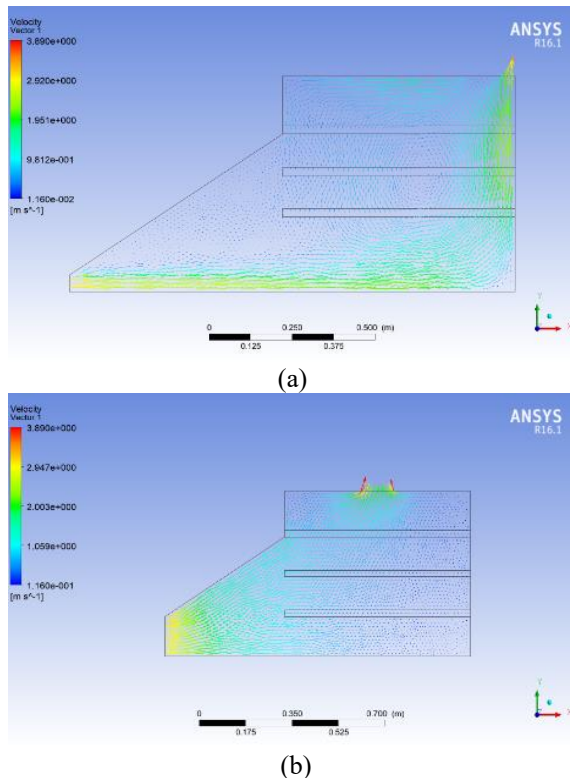 Velocity
Vector 1
3.890e+000
2.920e+000
1.951e+000
9.812e-001
1.160e-002
[m s^-1]
ANSYS
R16.1
0 0.250 0.500 (m)
0.125 0.375
Y
X
(a)
Velocity
Vector 1
3.890e+000
2.947e+000
2.003e+000
1.059e+000
1.160e-001
[m s^-1]
ANSYS
R16.1
0 0.350 0.700 (m)
0.175 0.525
Y
X
(b)